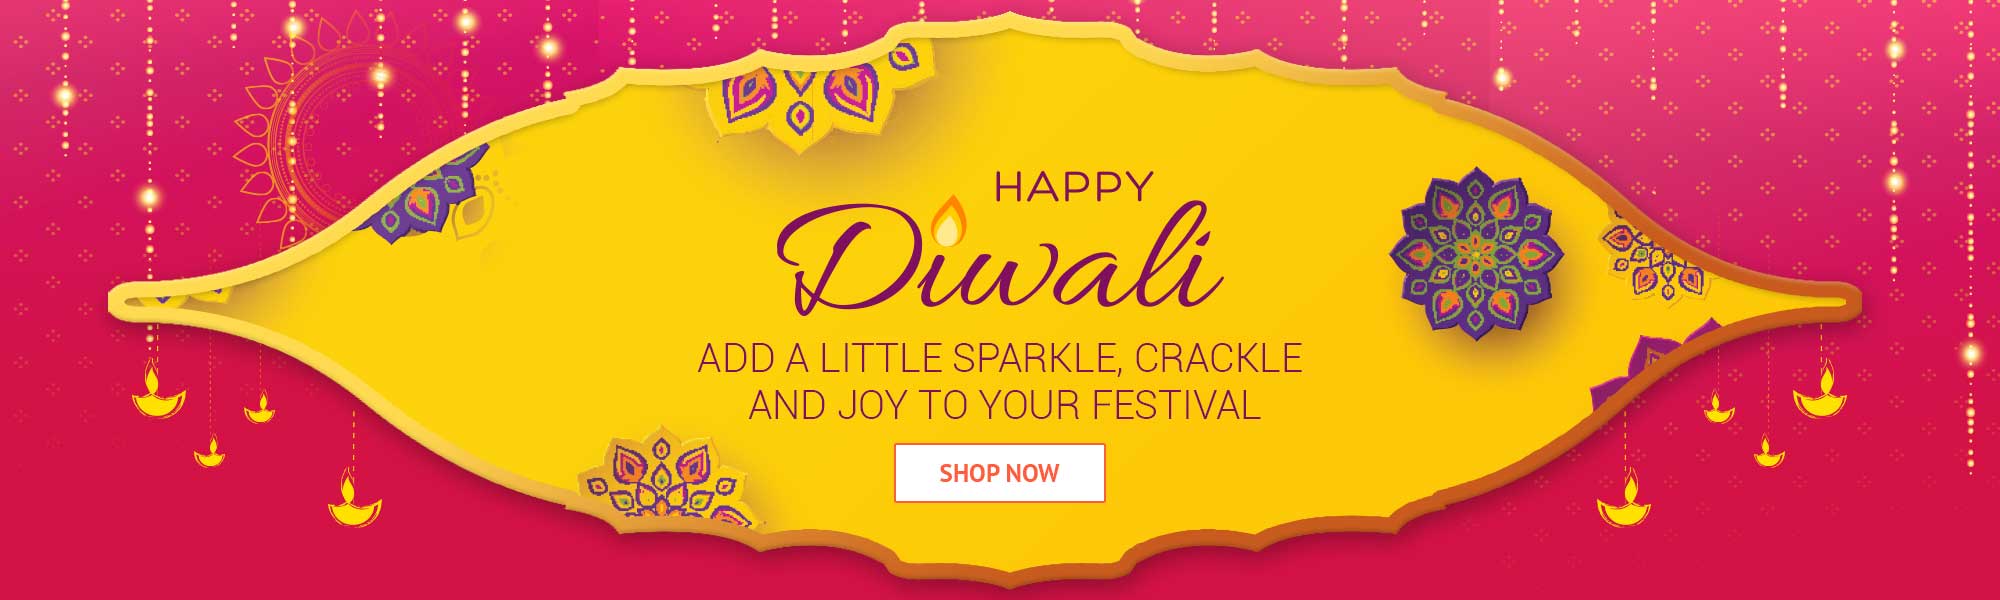 HAPPY
Diwali
ADD A LITTLE SPARKLE, CRACKLE
AND JOY TO YOUR FESTIVAL
SHOP NOW